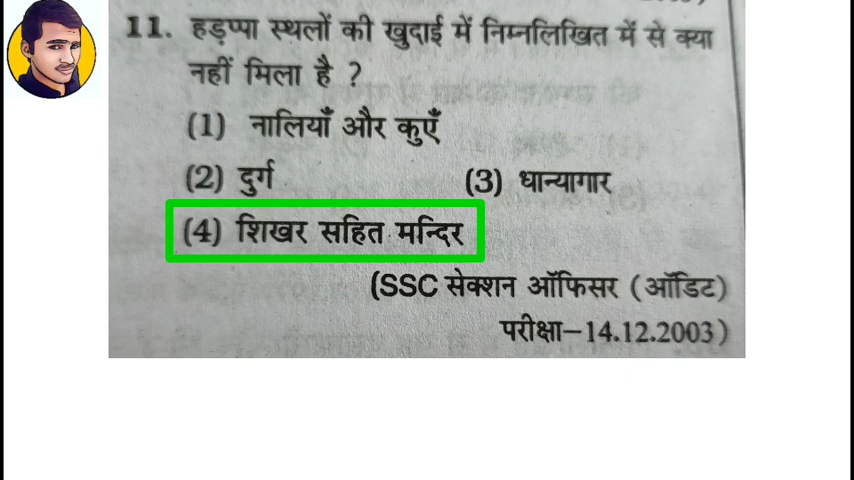 11. हड़प्पा स्थलों की खुदाई में निम्नलिखित में से क्या
नहीं मिला है ?
(1) नालियाँ और कुएँ
(2) दुर्ग (3) धान्यागार
(4) शिखर सहित मन्दिर
(SSC सेक्शन ऑफिसर (ऑडिट)
परीक्षा-14.12.2003)